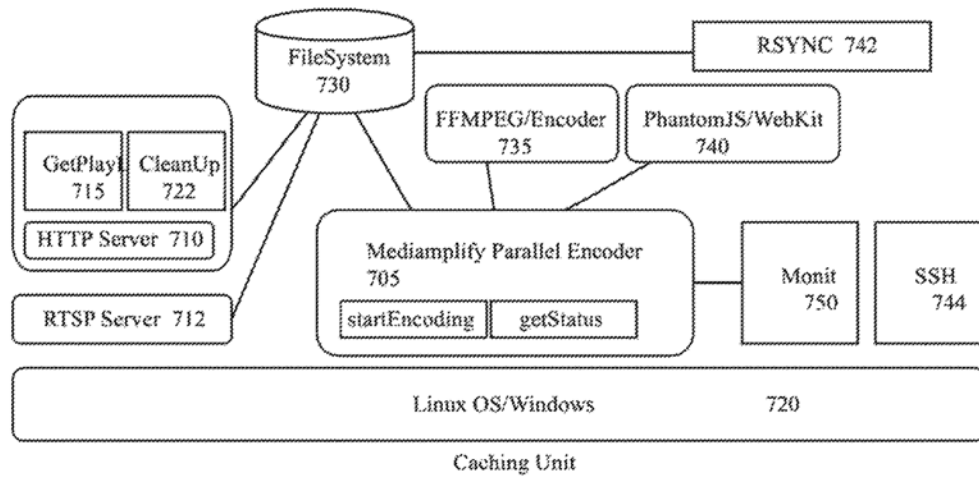 FileSystem
730
RSYNC 742
FFMPEG/Encoder
735
PhantomJS/WebKit
740
GetPlayl
715
CleanUp
722
HTTP Server 710
RTSP Server 712
Mediamplify Parallel Encoder
705
startEncoding
getStatus
Monit
750
SSH
744
Linux OS/Windows 720
Caching Unit